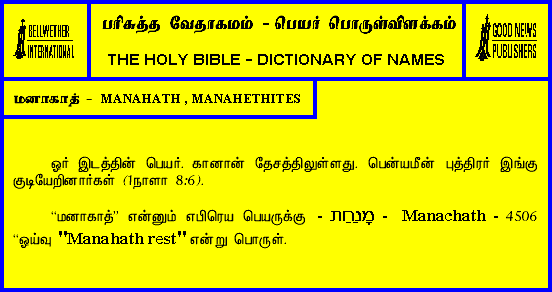 BELLWETHER
INTERNATIONAL
பரிசுத்த வேதாகமம் - பெயர் பொருள்விளக்கம்
THE HOLY BIBLE - DICTIONARY OF NAMES
GOOD NEWS
PUBLISHERS
மனாகாத் - MANAHATH , MANAHETHITES
ஓர் இடத்தின் பெயர். கானான் தேசத்திலுள்ளது. பென்யமீன் புத்திரர் இங்கு
குடியேறினார்கள் (1நாளா 8:6).
“மனாகாத்” என்னும் எபிரெய பெயருக்கு - מָנַחַת - Manachath - 4506
“ஓய்வு "Manahath rest" என்று பொருள்.